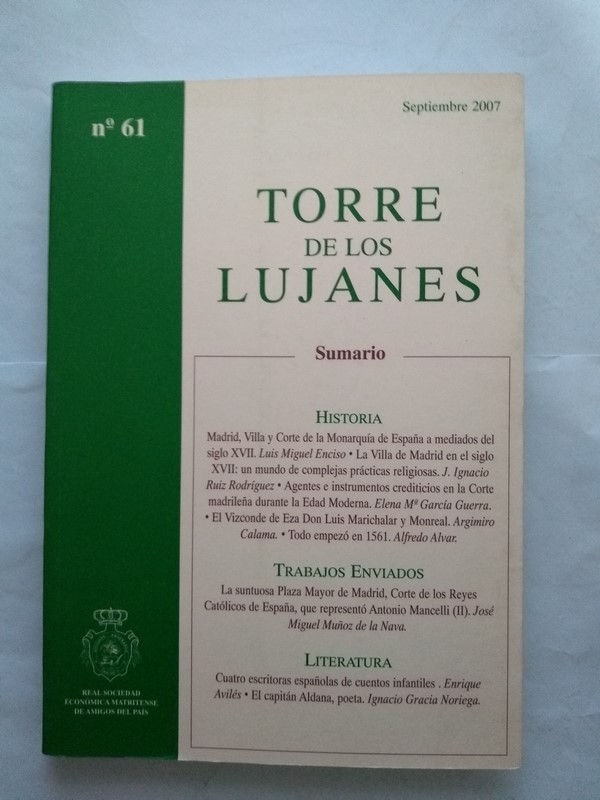 nº 61
Septiembre 2007
TORRE
DE LOS
LUJANES
Sumario
HISTORIA
Madrid, Villa y Corte de la Monarquía de España a mediados del
siglo XVII. Luis Miguel Enciso • La Villa de Madrid en el siglo
XVII: un mundo de complejas prácticas religiosas. J. Ignacio
Ruiz Rodríguez • Agentes e instrumentos crediticios en la Corte
madrileña durante la Edad Moderna. Elena Mª García Guerra.
• El Vizconde de Eza Don Luis Marichalar y Monreal. Argimiro
Calama. • Todo empezó en 1561. Alfredo Alvar.
TRABAJOS ENVIADOS
La suntuosa Plaza Mayor de Madrid, Corte de los Reyes
Católicos de España, que representó Antonio Mancelli (II). José
Miguel Muñoz de la Nava.
LITERATURA
Cuatro escritoras españolas de cuentos infantiles . Enrique
Avilés • El capitán Aldana, poeta. Ignacio Gracia Noriega.
REAL SOCIEDAD
ECONÓMICA MATRITENSE
DE AMIGOS DEL PAÍS